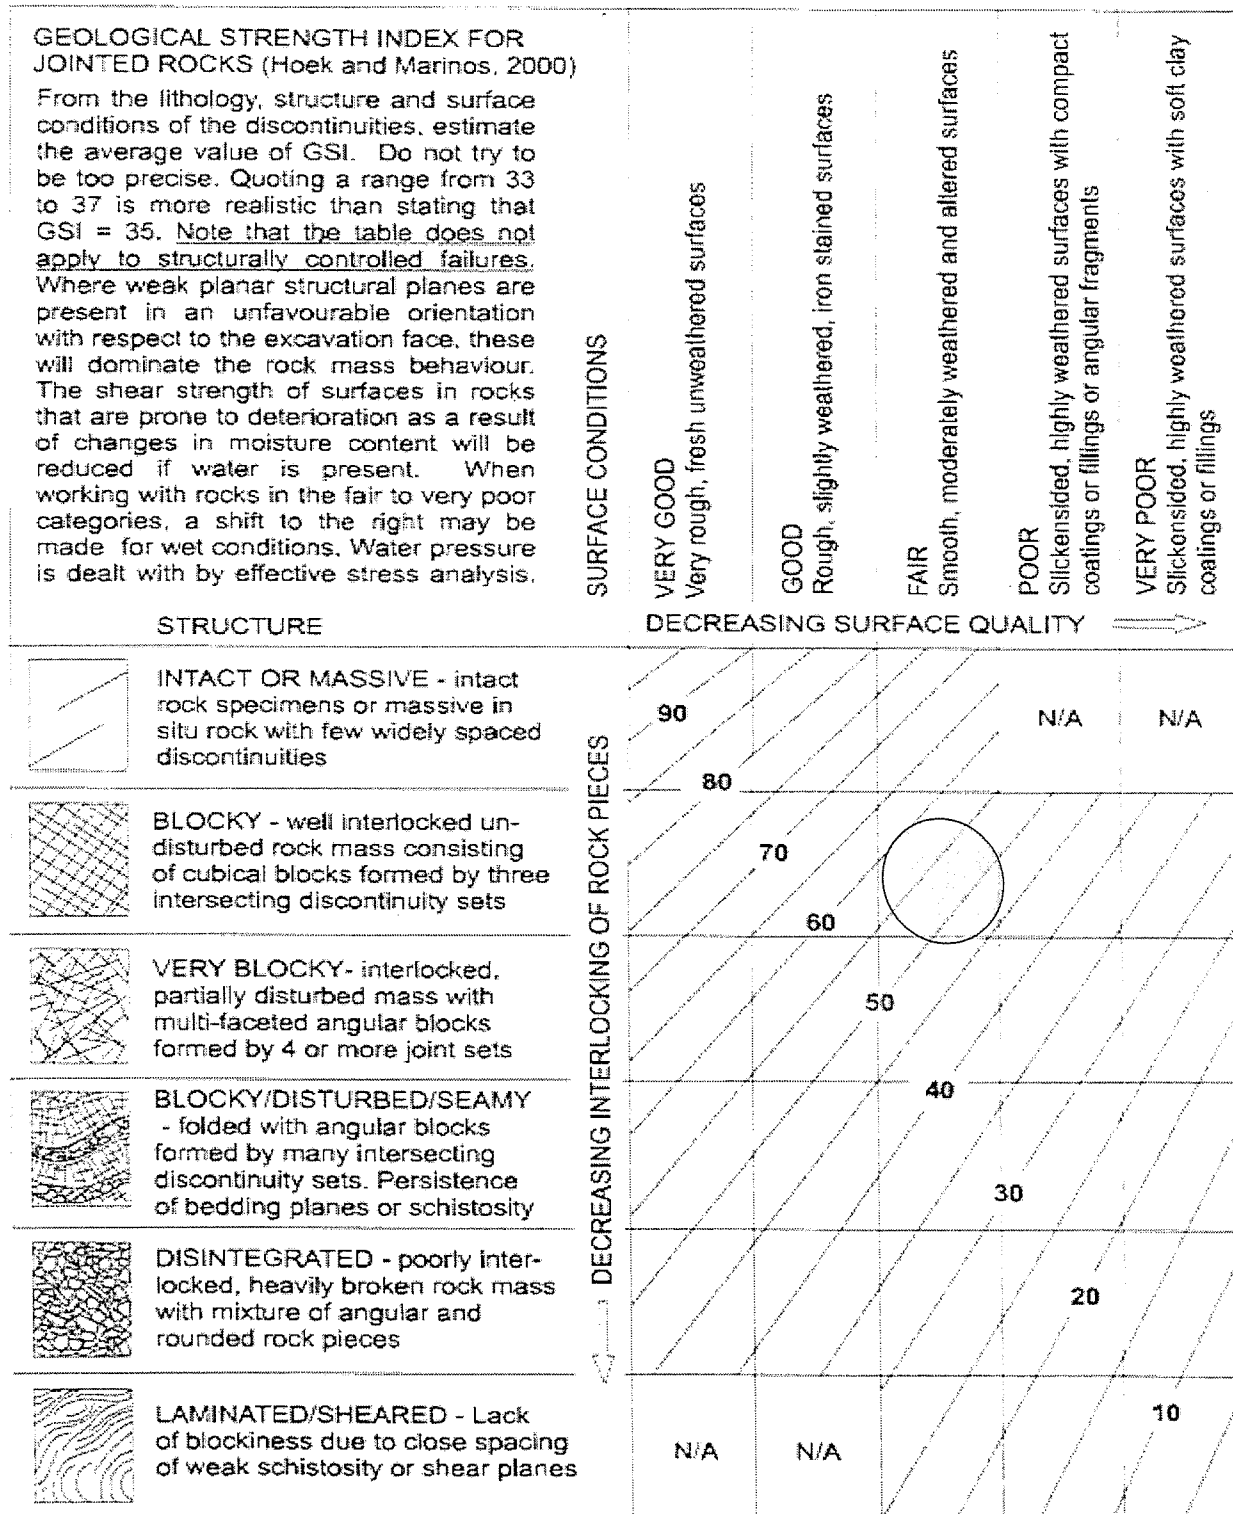 GEOLOGICAL STRENGTH INDEX FOR
JOINTED ROCKS (Hoek and Marinos, 2000)
From the lithology, structure and surface
conditions of the discontinuities, estimate
the average value of GSI. Do not try to
be too precise. Quoting a range from 33
to 37 is more realistic than stating that
GSI = 35. Note that the table does not
apply to structurally controlled failures.
Where weak planar structural planes are
present in an unfavourable orientation
with respect to the excavation face, these
will dominate the rock mass behaviour.
The shear strength of surfaces in rocks
that are prone to deterioration as a result
of changes in moisture content will be
reduced if water is present. When
working with rocks in the fair to very poor
categories, a shift to the right may be
made for wet conditions. Water pressure
is dealt with by effective stress analysis.
SURFACE CONDITIONS
VERY GOOD
Very rough, fresh unweathered surfaces
GOOD
Rough, slightly weathered, iron stained surfaces
FAIR
Smooth, moderately weathered and altered surfaces
POOR
Slickensided, highly weathered surfaces with compact
coatings or fillings or angular fragments
VERY POOR
Slickensided, highly weathered surfaces with soft clay
coatings or fillings
STRUCTURE
DECREASING SURFACE QUALITY
INTACT OR MASSIVE - intact
rock specimens or massive in
situ rock with few widely spaced
discontinuities
BLOCKY - well interlocked un-
disturbed rock mass consisting
of cubical blocks formed by three
intersecting discontinuity sets
VERY BLOCKY- interlocked,
partially disturbed mass with
multi-faceted angular blocks
formed by 4 or more joint sets
BLOCKY/DISTURBED/SEAMY
- folded with angular blocks
formed by many intersecting
discontinuity sets. Persistence
of bedding planes or schistosity
DISINTEGRATED - poorly inter-
locked, heavily broken rock mass
with mixture of angular and
rounded rock pieces
LAMINATED/SHEARED - Lack
of blockiness due to close spacing
of weak schistosity or shear planes
DECREASING INTERLOCKING OF ROCK PIECES
90
N/A
N/A
80
70
60
50
40
30
20
10
N/A
N/A